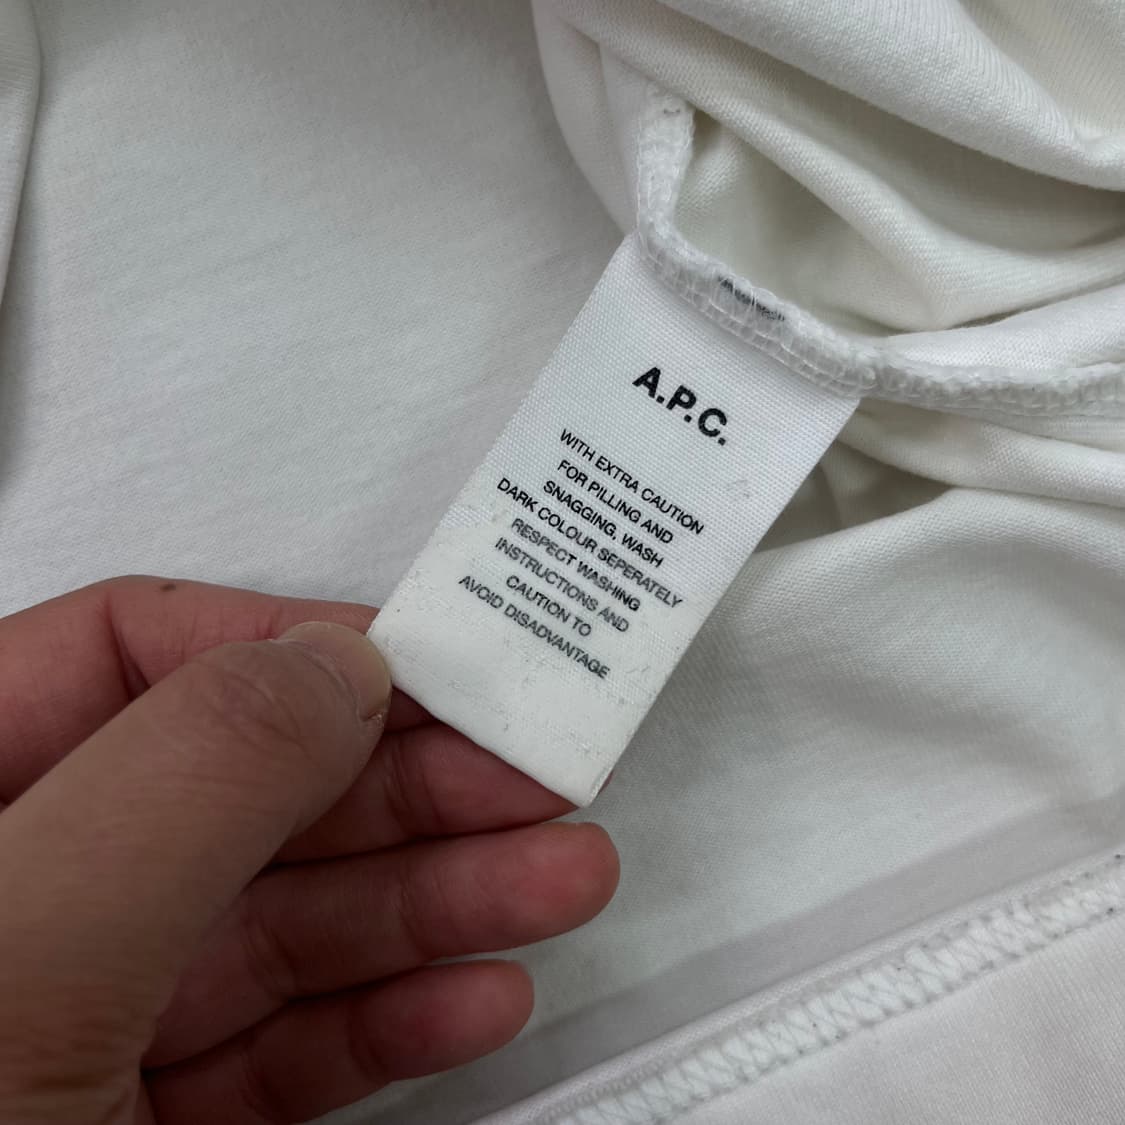 A.P.C.
WITH EXTRA CAUTION
FOR PILLING AND
SNAGGING, WASH
DARK COLOUR SEPERATELY
RESPECT WASHING
INSTRUCTIONS AND
CAUTION TO
AVOID DISADVANTAGE